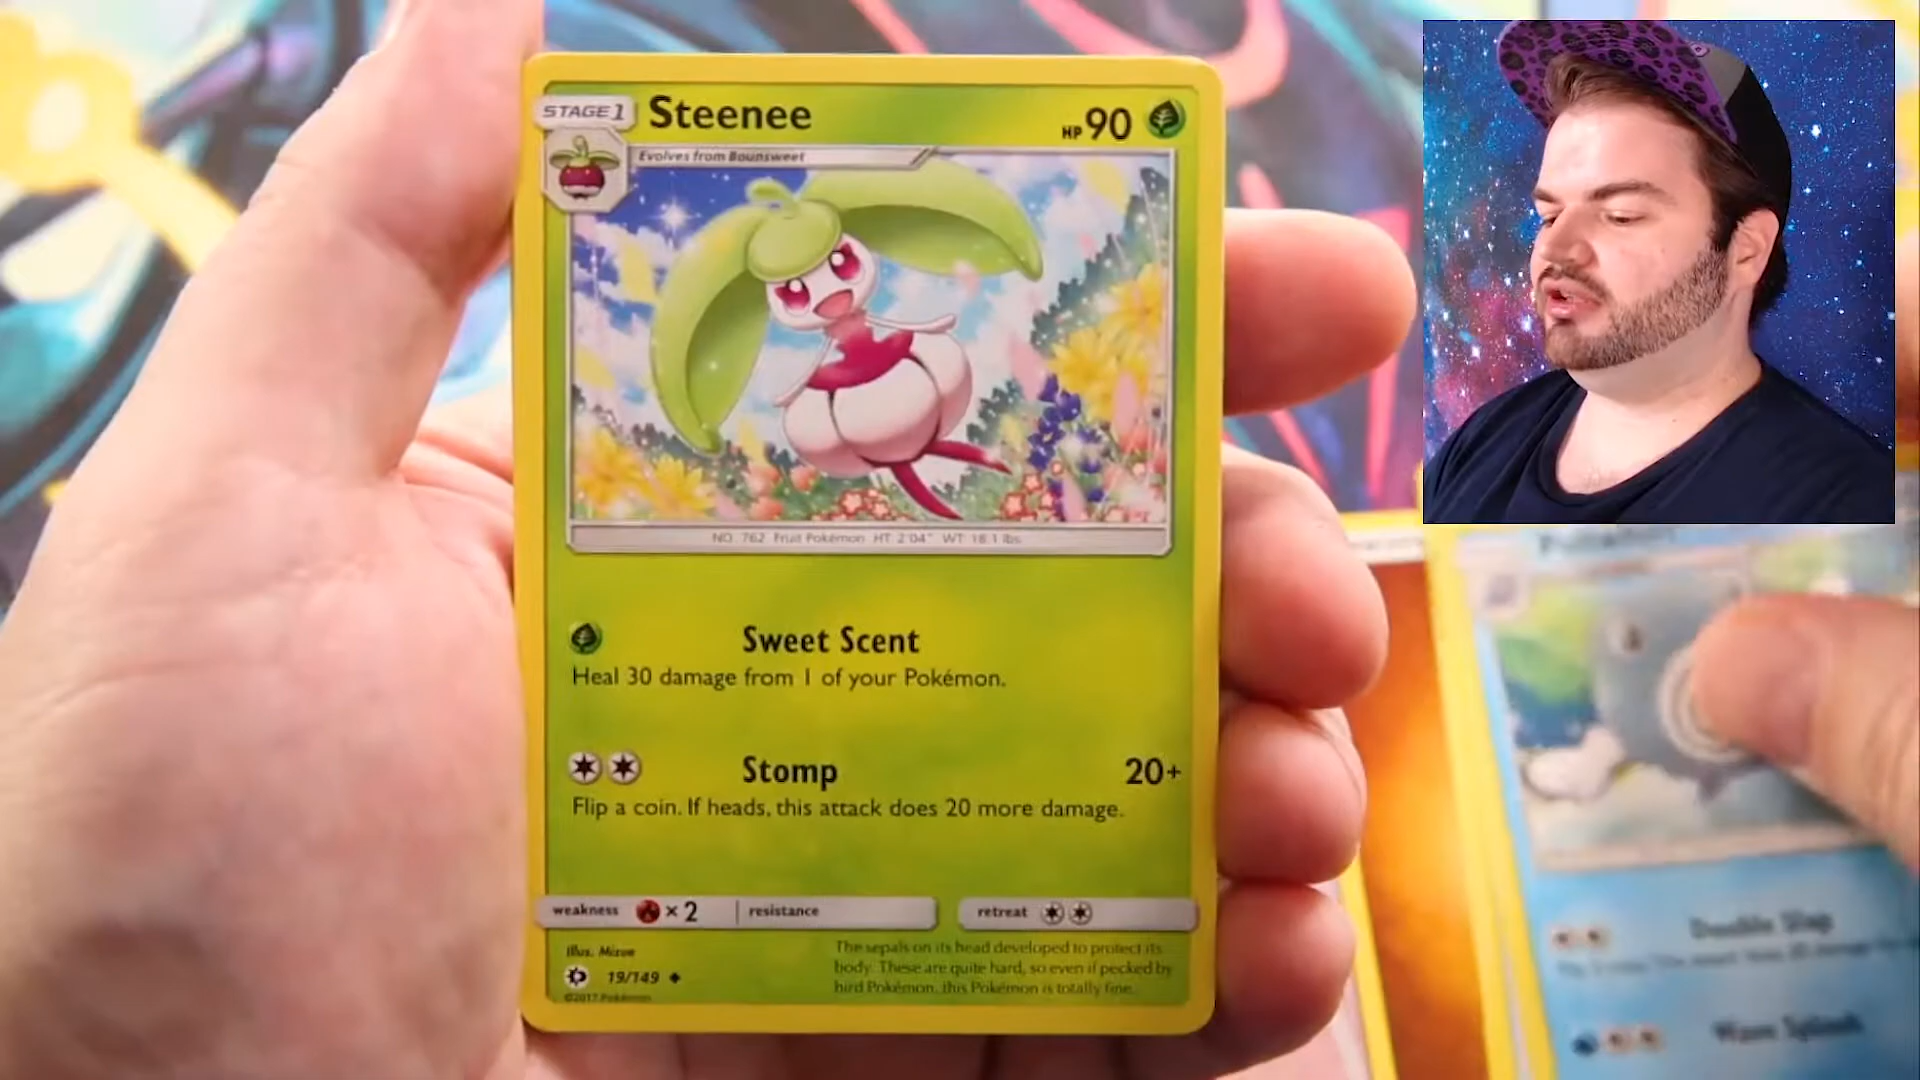 STAGE 1
Steenee
HP 90
Evolves from Bounsweet
NO. 762 Fruit Pokémon HT: 2'04" WT: 18.1 lbs.
Sweet Scent
Heal 30 damage from 1 of your Pokémon.
Stomp 20+
Flip a coin. If heads, this attack does 20 more damage.
weakness × 2 resistance retreat
Illus. Mizue
19/149
©2017 Pokémon
The sepals on its head developed to protect its
body. These are quite hard, so even if pecked by
bird Pokémon, this Pokémon is totally fine.
Double Slap
Wave Splash